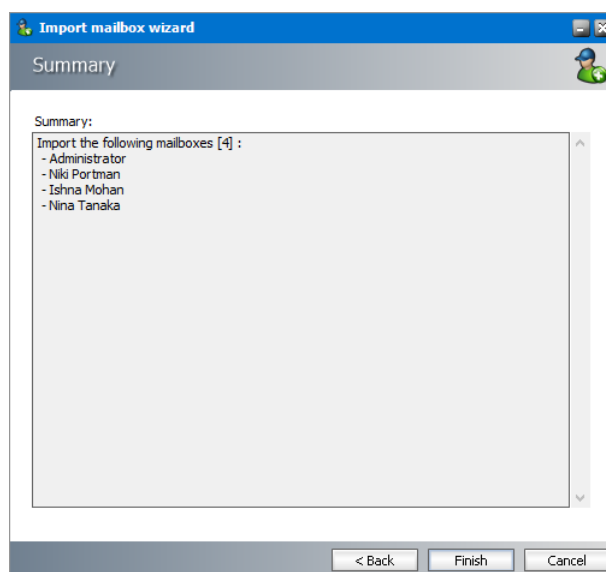 Import mailbox wizard
Summary
Summary:
Import the following mailboxes [4] :
- Administrator
- Niki Portman
- Ishna Mohan
- Nina Tanaka
< Back
Finish
Cancel